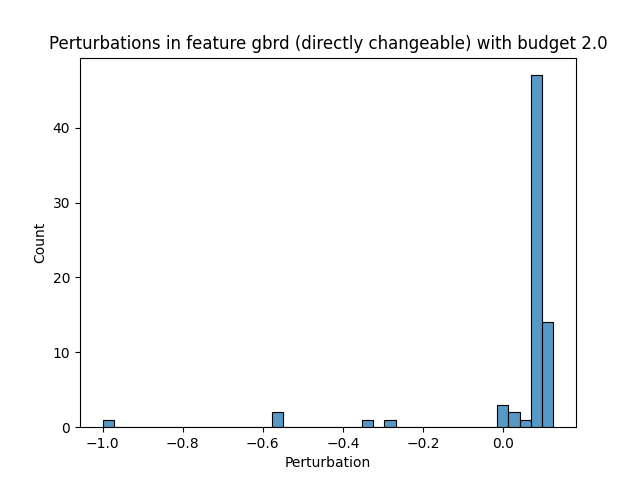 Perturbations in feature gbrd (directly changeable) with budget 2.0
Count
40
30
20
10
0
−1.0 −0.8 −0.6 −0.4 −0.2 0.0
Perturbation